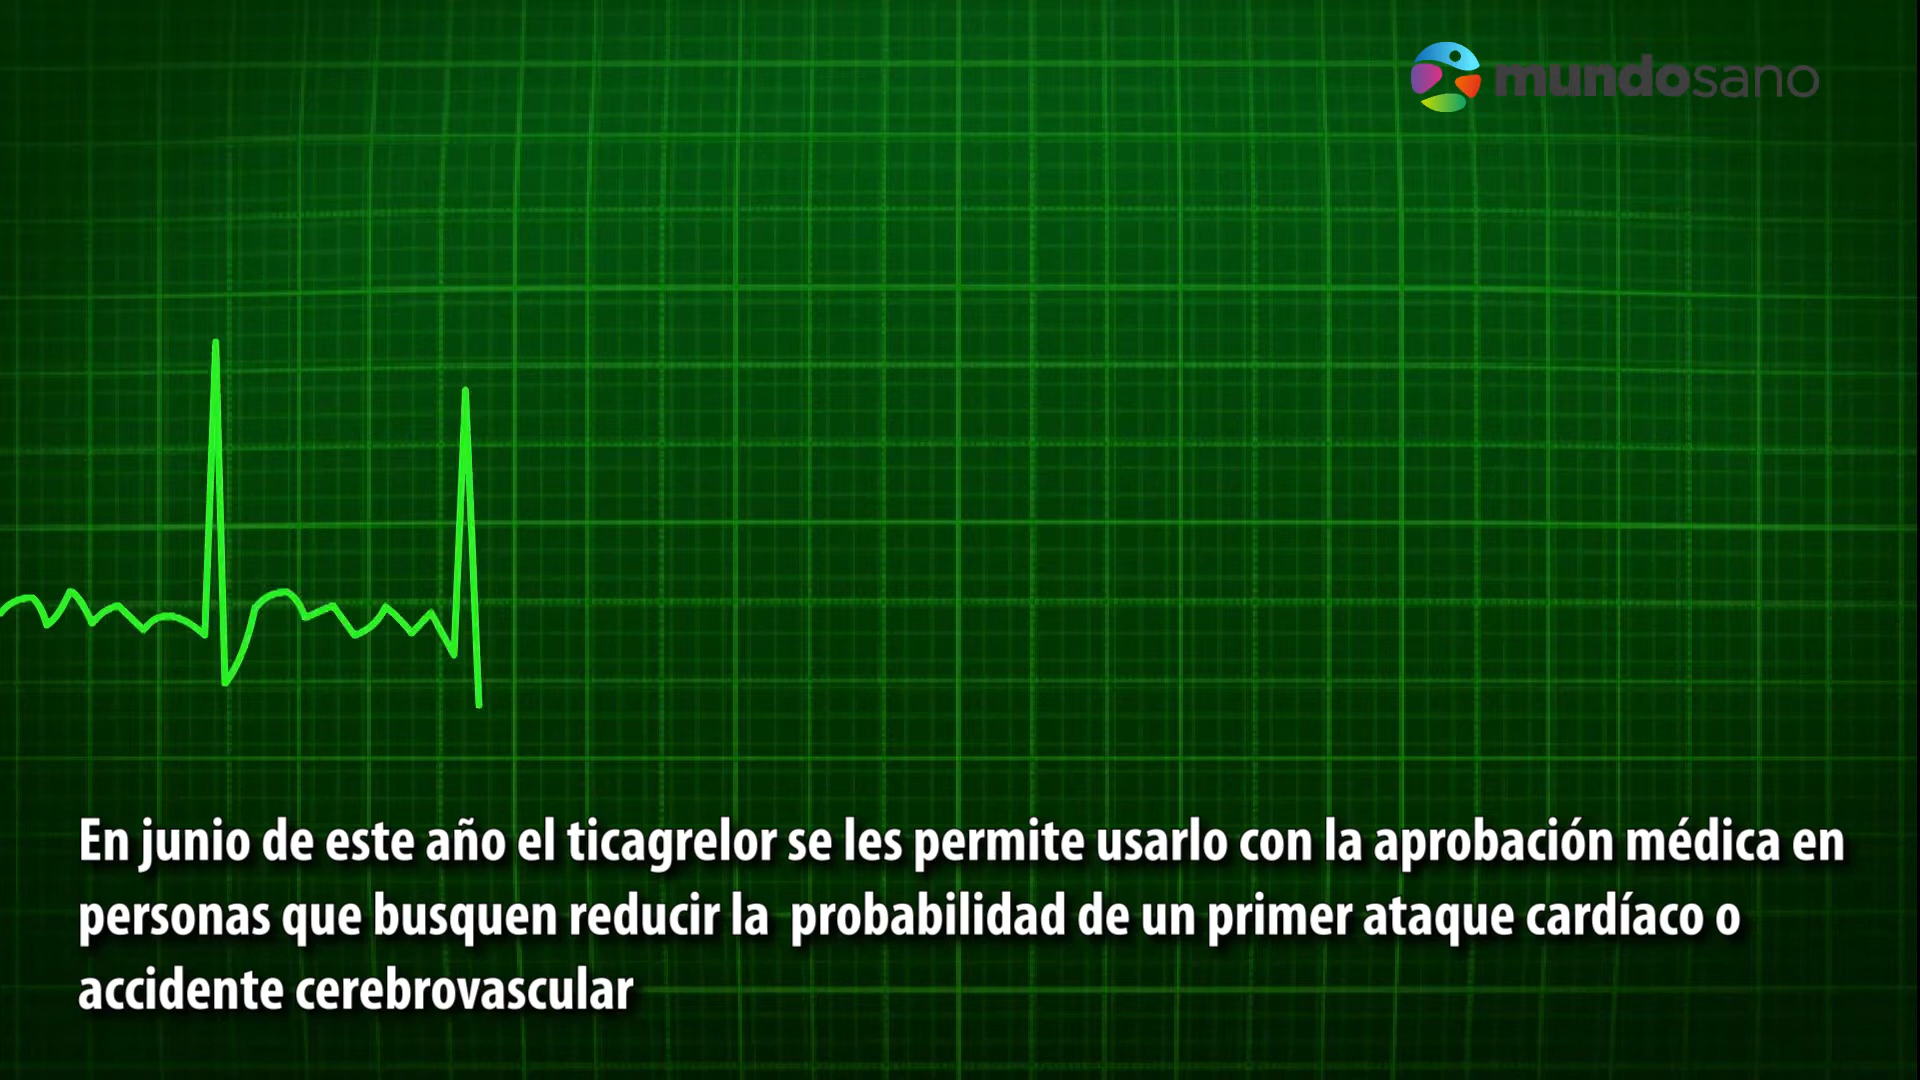 mundosano
En junio de este año el ticagrelor se les permite usarlo con la aprobación médica en
personas que busquen reducir la  probabilidad de un primer ataque cardíaco o
accidente cerebrovascular